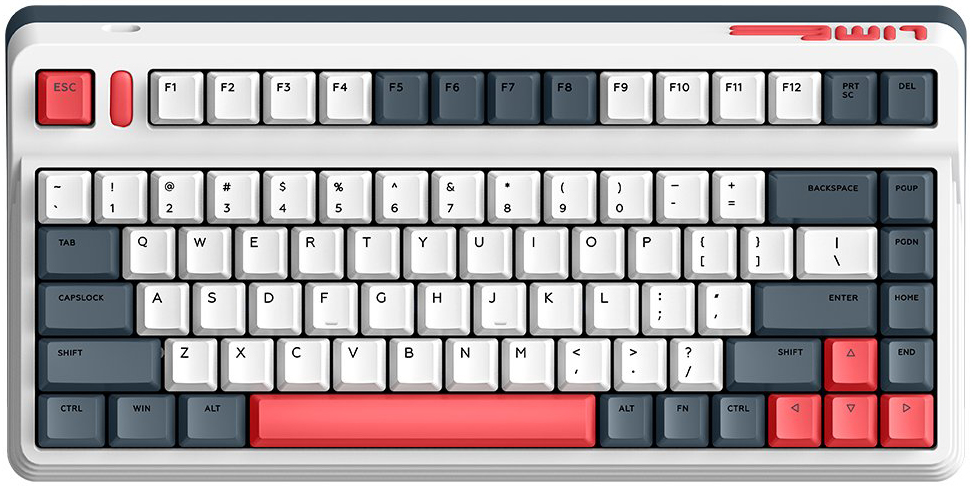 ESC F1 F2 F3 F4 F5 F6 F7 F8 F9 F10 F11 F12 PRT DEL
SC
~ ! @ # $ % ^ & * ( ) — + BACKSPACE PGUP
` 1 2 3 4 5 6 7 8 9 0 - =
TAB Q W E R T Y U I O P { } | PGDN
[ ] \
CAPSLOCK A S D F G H J K L : " ENTER HOME
; ,
SHIFT Z X C V B N M < > ? SHIFT △ END
, . /
CTRL WIN ALT ALT FN CTRL ◁ ▽ ▷